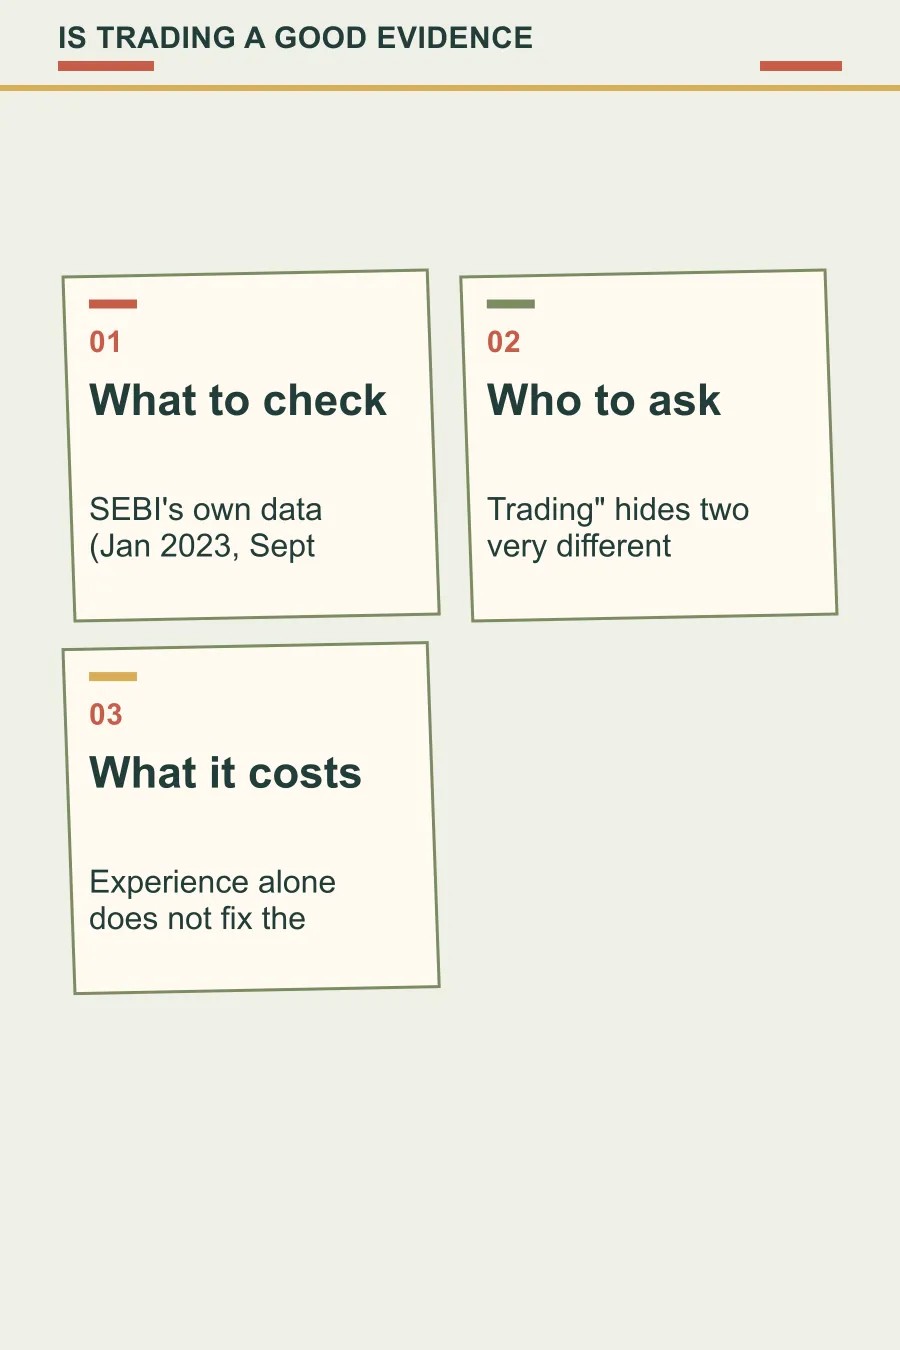 IS TRADING A GOOD EVIDENCE
01
What to check
SEBI's own data
(Jan 2023, Sept
02
Who to ask
Trading" hides two
very different
03
What it costs
Experience alone
does not fix the